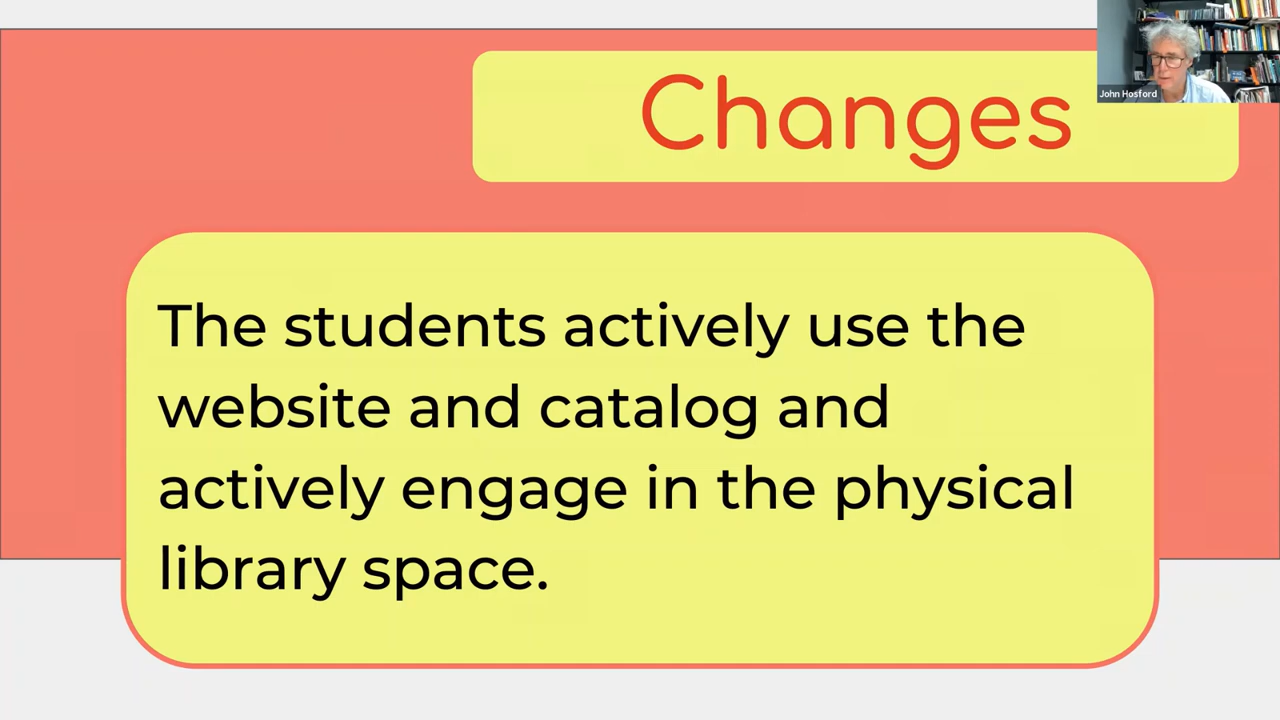 Changes
John Hosford
The students actively use the
website and catalog and
actively engage in the physical
library space.